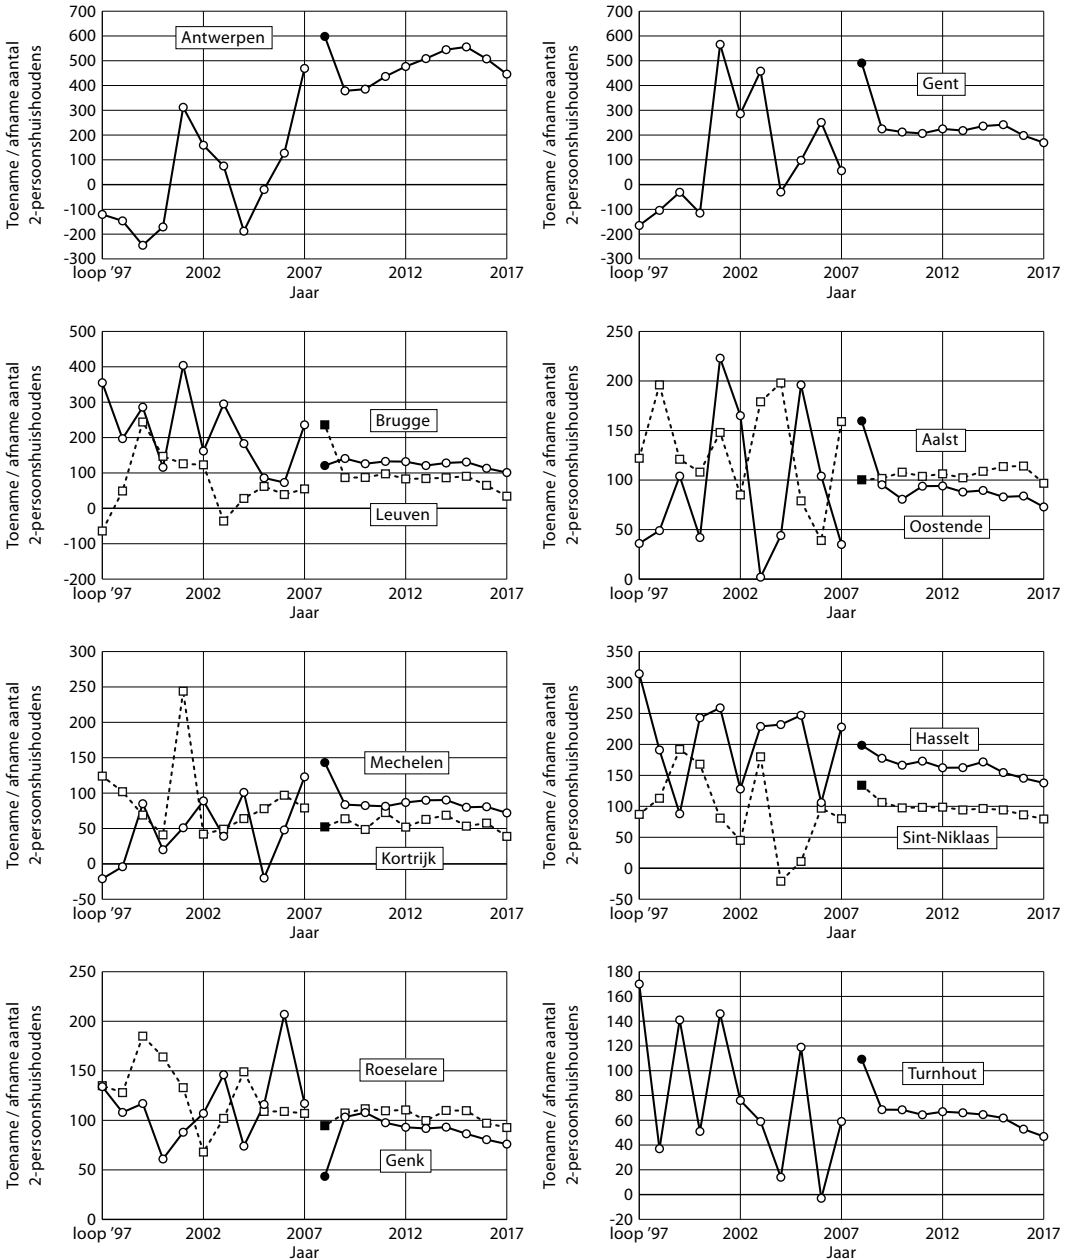 Toename / afname aantal
2-persoonshuishoudens
700
600
500
400
300
200
100
0
-100
-200
-300
Antwerpen
loop ’97
2002
2007
2012
2017
Jaar
Toename / afname aantal
2-persoonshuishoudens
700
600
500
400
300
200
100
0
-100
-200
-300
Gent
loop ’97
2002
2007
2012
2017
Jaar
Toename / afname aantal
2-persoonshuishoudens
500
400
300
200
100
0
-100
-200
Brugge
Leuven
loop ’97
2002
2007
2012
2017
Jaar
Toename / afname aantal
2-persoonshuishoudens
250
200
150
100
50
0
Aalst
Oostende
loop ’97
2002
2007
2012
2017
Jaar
Toename / afname aantal
2-persoonshuishoudens
300
250
200
150
100
50
0
-50
Mechelen
Kortrijk
loop ’97
2002
2007
2012
2017
Jaar
Toename / afname aantal
2-persoonshuishoudens
350
300
250
200
150
100
50
0
-50
Hasselt
Sint-Niklaas
loop ’97
2002
2007
2012
2017
Jaar
Toename / afname aantal
2-persoonshuishoudens
250
200
150
100
50
0
Roeselare
Genk
loop ’97
2002
2007
2012
2017
Jaar
Toename / afname aantal
2-persoonshuishoudens
180
160
140
120
100
80
60
40
20
0
-20
Turnhout
loop ’97
2002
2007
2012
2017
Jaar